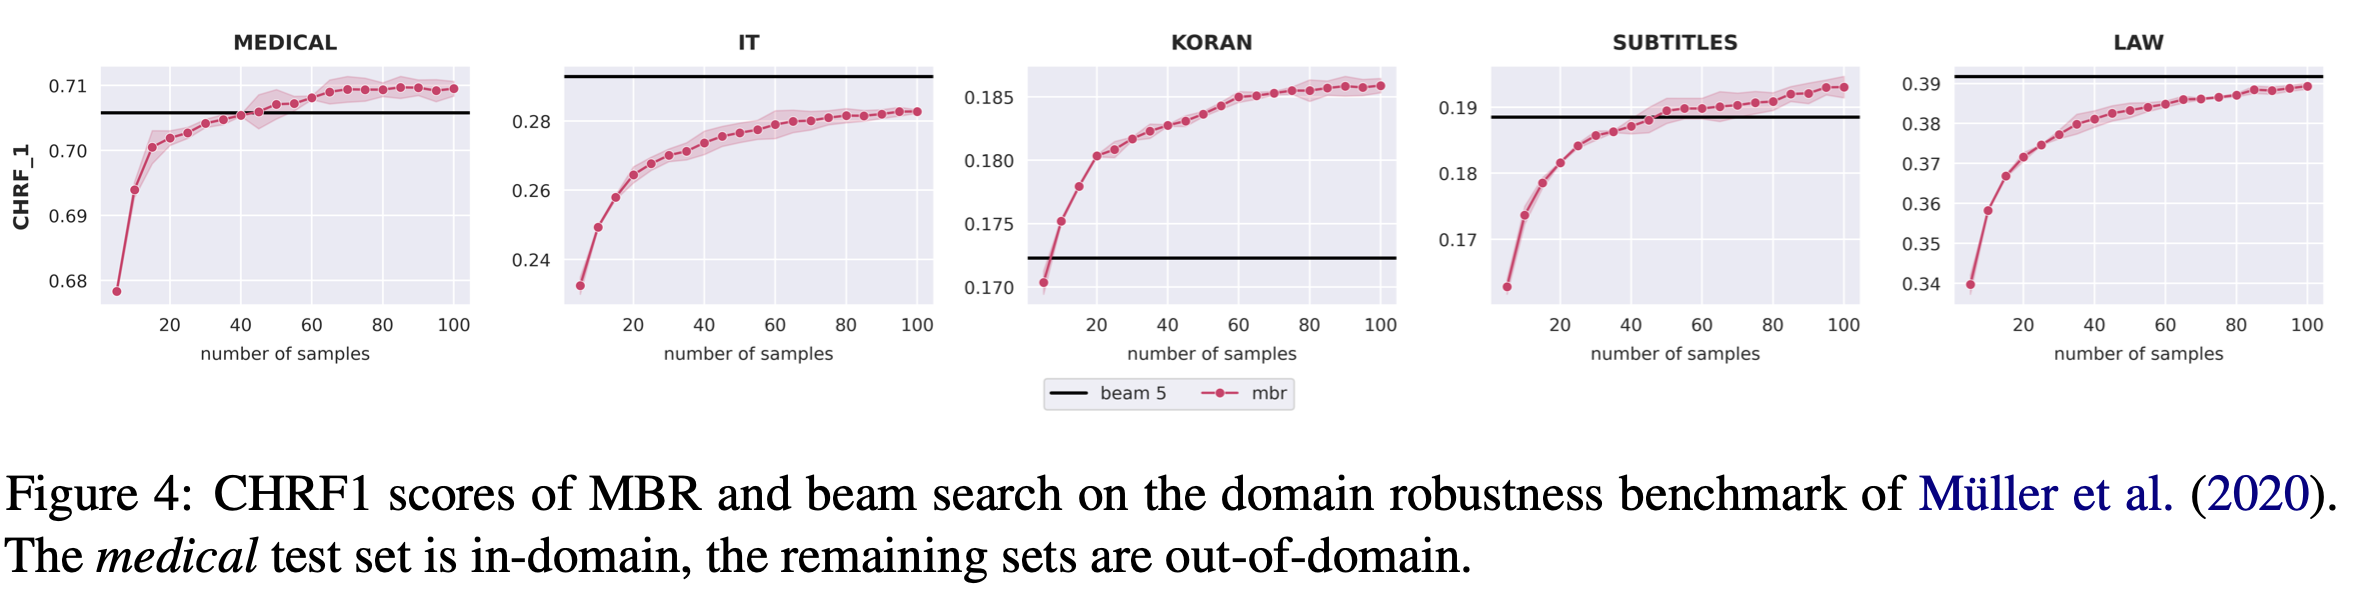 MEDICAL IT KORAN SUBTITLES LAW
CHRF_1
0.71
0.70
0.69
0.68
20 40 60 80 100
number of samples
0.28
0.26
0.24
20 40 60 80 100
number of samples
0.185
0.180
0.175
0.170
20 40 60 80 100
number of samples
0.19
0.18
0.17
20 40 60 80 100
number of samples
0.39
0.38
0.37
0.36
0.35
0.34
20 40 60 80 100
number of samples
beam 5 mbr
Figure 4: CHRF1 scores of MBR and beam search on the domain robustness benchmark of Müller et al. (2020).
The medical test set is in-domain, the remaining sets are out-of-domain.